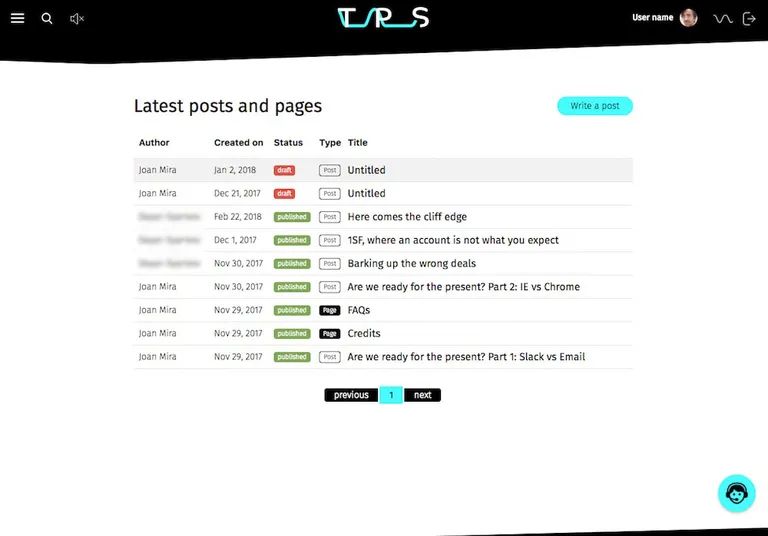 TPS
User name
Latest posts and pages
Write a post
Author Created on Status Type Title
Joan Mira Jan 2, 2018 draft Post Untitled
Joan Mira Dec 21, 2017 draft Post Untitled
Feb 22, 2018 published Post Here comes the cliff edge
Dec 1, 2017 published Post 1SF, where an account is not what you expect
Nov 30, 2017 published Post Barking up the wrong deals
Joan Mira Nov 30, 2017 published Post Are we ready for the present? Part 2: IE vs Chrome
Joan Mira Nov 29, 2017 published Page FAQs
Joan Mira Nov 29, 2017 published Page Credits
Joan Mira Nov 29, 2017 published Post Are we ready for the present? Part 1: Slack vs Email
previous 1 next